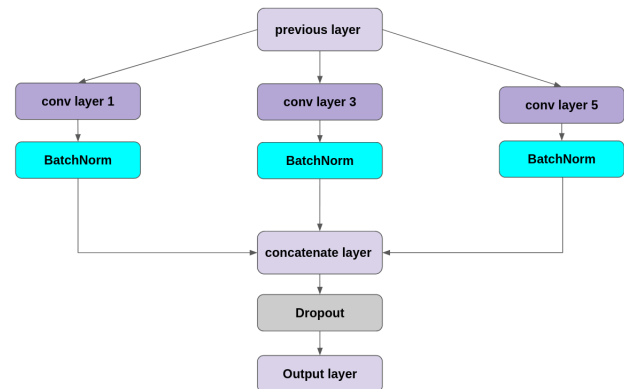 previous layer
conv layer 1
conv layer 3
conv layer 5
BatchNorm
BatchNorm
BatchNorm
concatenate layer
Dropout
Output layer